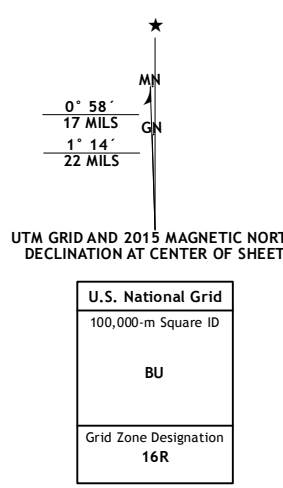 ★
MN
0° 58´
17 MILS
GN
1° 14´
22 MILS
UTM GRID AND 2015 MAGNETIC NORT
DECLINATION AT CENTER OF SHEET
U.S. National Grid
100,000-m Square ID
BU
Grid Zone Designation
16R